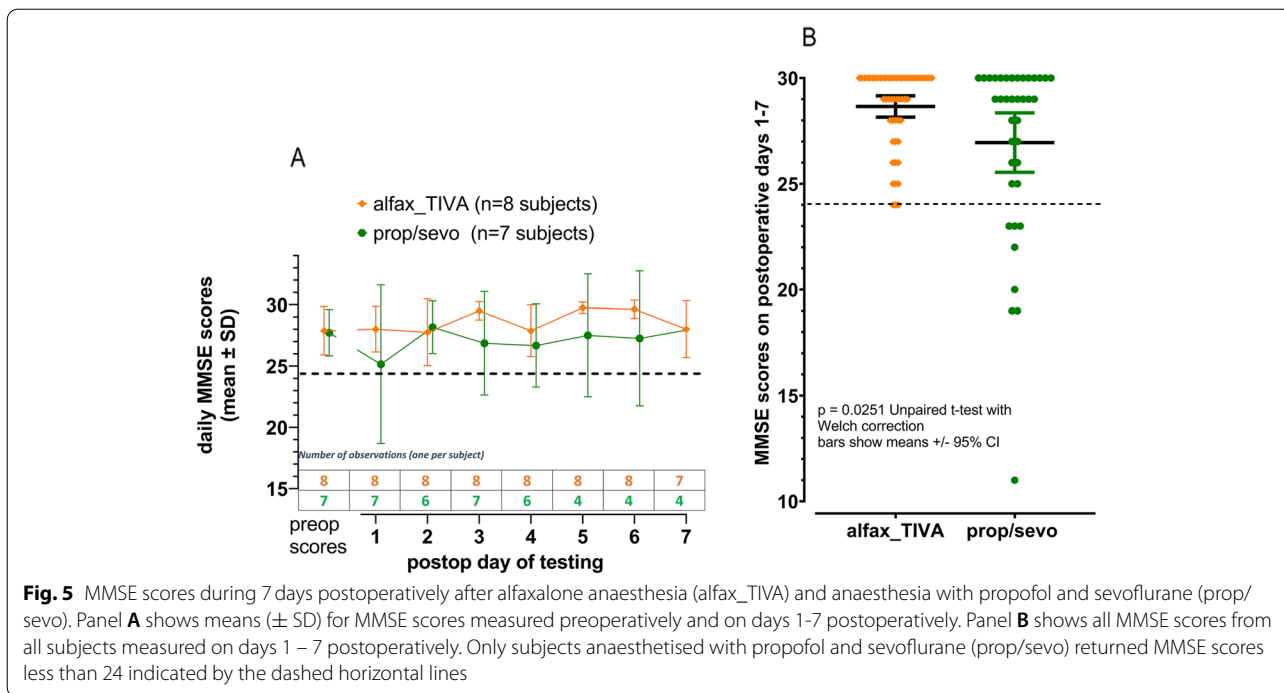 A
alfax_TIVA (n=8 subjects)
prop/sevo (n=7 subjects)
daily MMSE scores
(mean ± SD)
30
25
20
15
Number of observations (one per subject)
8 8 8 8 8 8 8 7
7 7 6 7 6 4 4 4
preop
scores
1 2 3 4 5 6 7
postop day of testing
B
MMSE scores on postoperative days 1-7
30
25
20
15
10
p = 0.0251 Unpaired t-test with
Welch correction
bars show means +/- 95% CI
alfax_TIVA prop/sevo
Fig. 5 MMSE scores during 7 days postoperatively after alfaxalone anaesthesia (alfax_TIVA) and anaesthesia with propofol and sevoflurane (prop/
sevo). Panel A shows means (± SD) for MMSE scores measured preoperatively and on days 1-7 postoperatively. Panel B shows all MMSE scores from
all subjects measured on days 1 – 7 postoperatively. Only subjects anaesthetised with propofol and sevoflurane (prop/sevo) returned MMSE scores
less than 24 indicated by the dashed horizontal lines